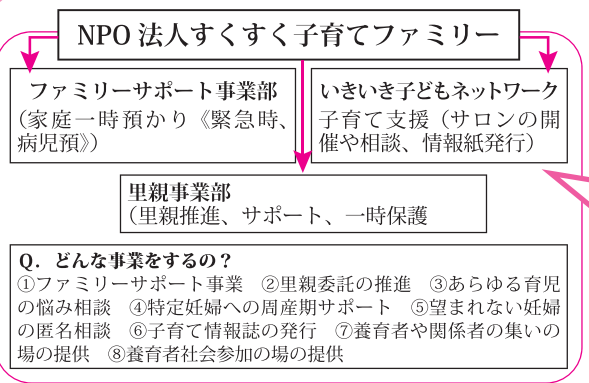 NPO 法人すくすく子育てファミリー
ファミリーサポート事業部
（家庭一時預かり《緊急時、
病児預》）
いきいき子どもネットワーク
子育て支援（サロンの開
催や相談、情報紙発行）
里親事業部
（里親推進、サポート、一時保護
Q．どんな事業をするの？
①ファミリーサポート事業　②里親委託の推進　③あらゆる育児
の悩み相談　④特定妊婦への周産期サポート　⑤望まれない妊婦
の匿名相談　⑥子育て情報誌の発行　⑦養育者や関係者の集いの
場の提供　⑧養育者社会参加の場の提供